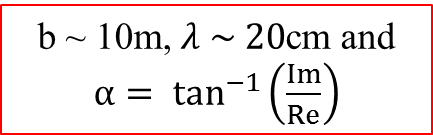 b ~ 10m, λ ~ 20cm and
α = tan⁻¹ (Im/Re)